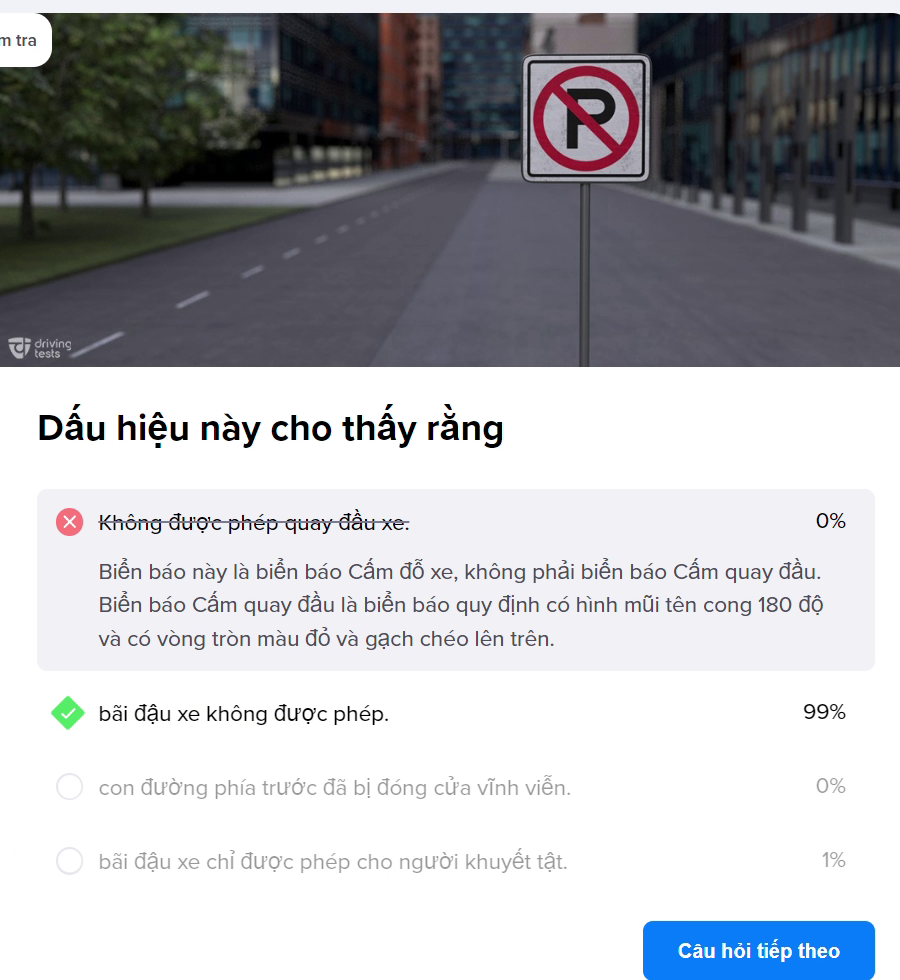 m tra
P
driving
tests
Dấu hiệu này cho thấy rằng
Không được phép quay đầu xe. 0%
Biển báo này là biển báo Cấm đỗ xe, không phải biển báo Cấm quay đầu.
Biển báo Cấm quay đầu là biển báo quy định có hình mũi tên cong 180 độ
và có vòng tròn màu đỏ và gạch chéo lên trên.
bãi đậu xe không được phép. 99%
con đường phía trước đã bị đóng cửa vĩnh viễn. 0%
bãi đậu xe chỉ được phép cho người khuyết tật. 1%
Câu hỏi tiếp theo